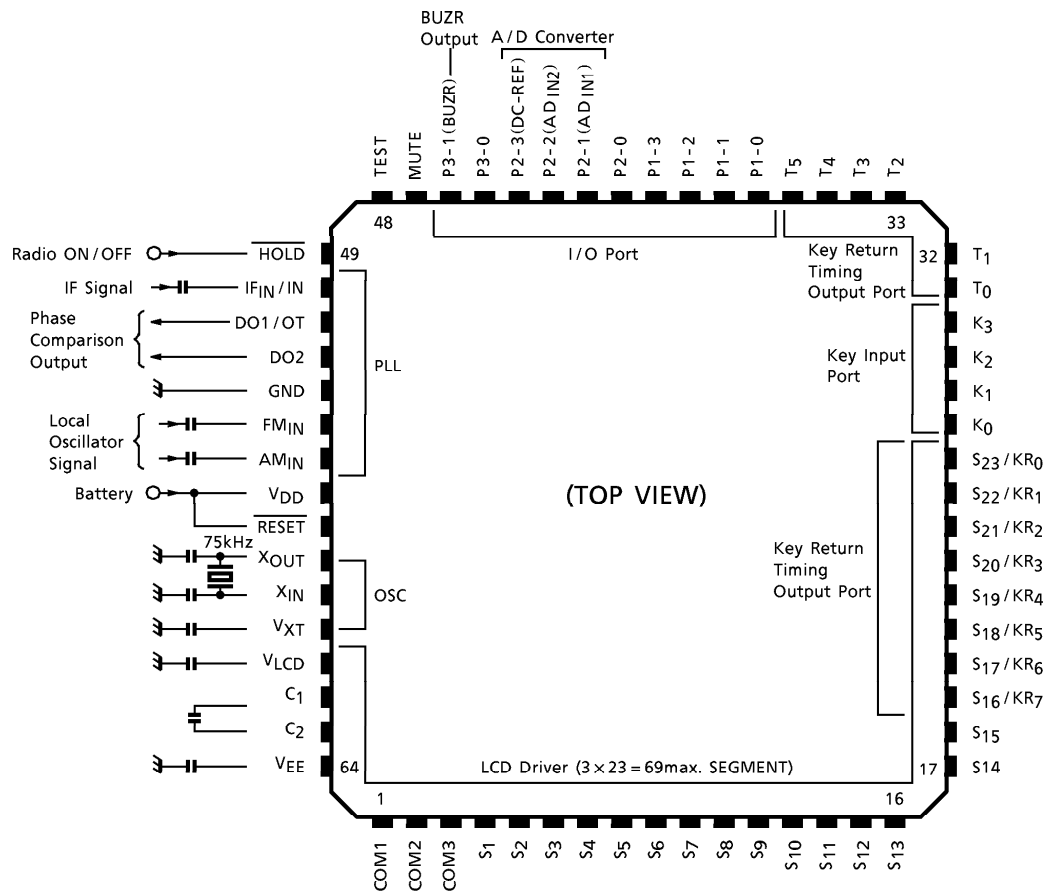 BUZR
Output
A/D Converter
TEST
MUTE
P3-1(BUZR)
P3-0
P2-3(DC-REF)
P2-2(ADIN2)
P2-1(ADIN1)
P2-0
P1-3
P1-2
P1-1
P1-0
T5
T4
T3
T2
48
33
I/O Port
Key Return
Timing
Output Port
Radio ON/OFF
HOLD
49
32
T1
IF Signal
IFIN/IN
T0
Phase
Comparison
Output
DO1/OT
DO2
K3
K2
Key Input
Port
PLL
GND
K1
Local
Oscillator
Signal
FMIN
AMIN
K0
S23/KR0
Battery
VDD
(TOP VIEW)
S22/KR1
RESET
S21/KR2
75kHz
XOUT
S20/KR3
Key Return
Timing
Output Port
XIN
OSC
S19/KR4
VXT
S18/KR5
VLCD
S17/KR6
C1
S16/KR7
C2
S15
VEE
64
LCD Driver (3×23=69max. SEGMENT)
17
S14
1
16
COM1
COM2
COM3
S1
S2
S3
S4
S5
S6
S7
S8
S9
S10
S11
S12
S13